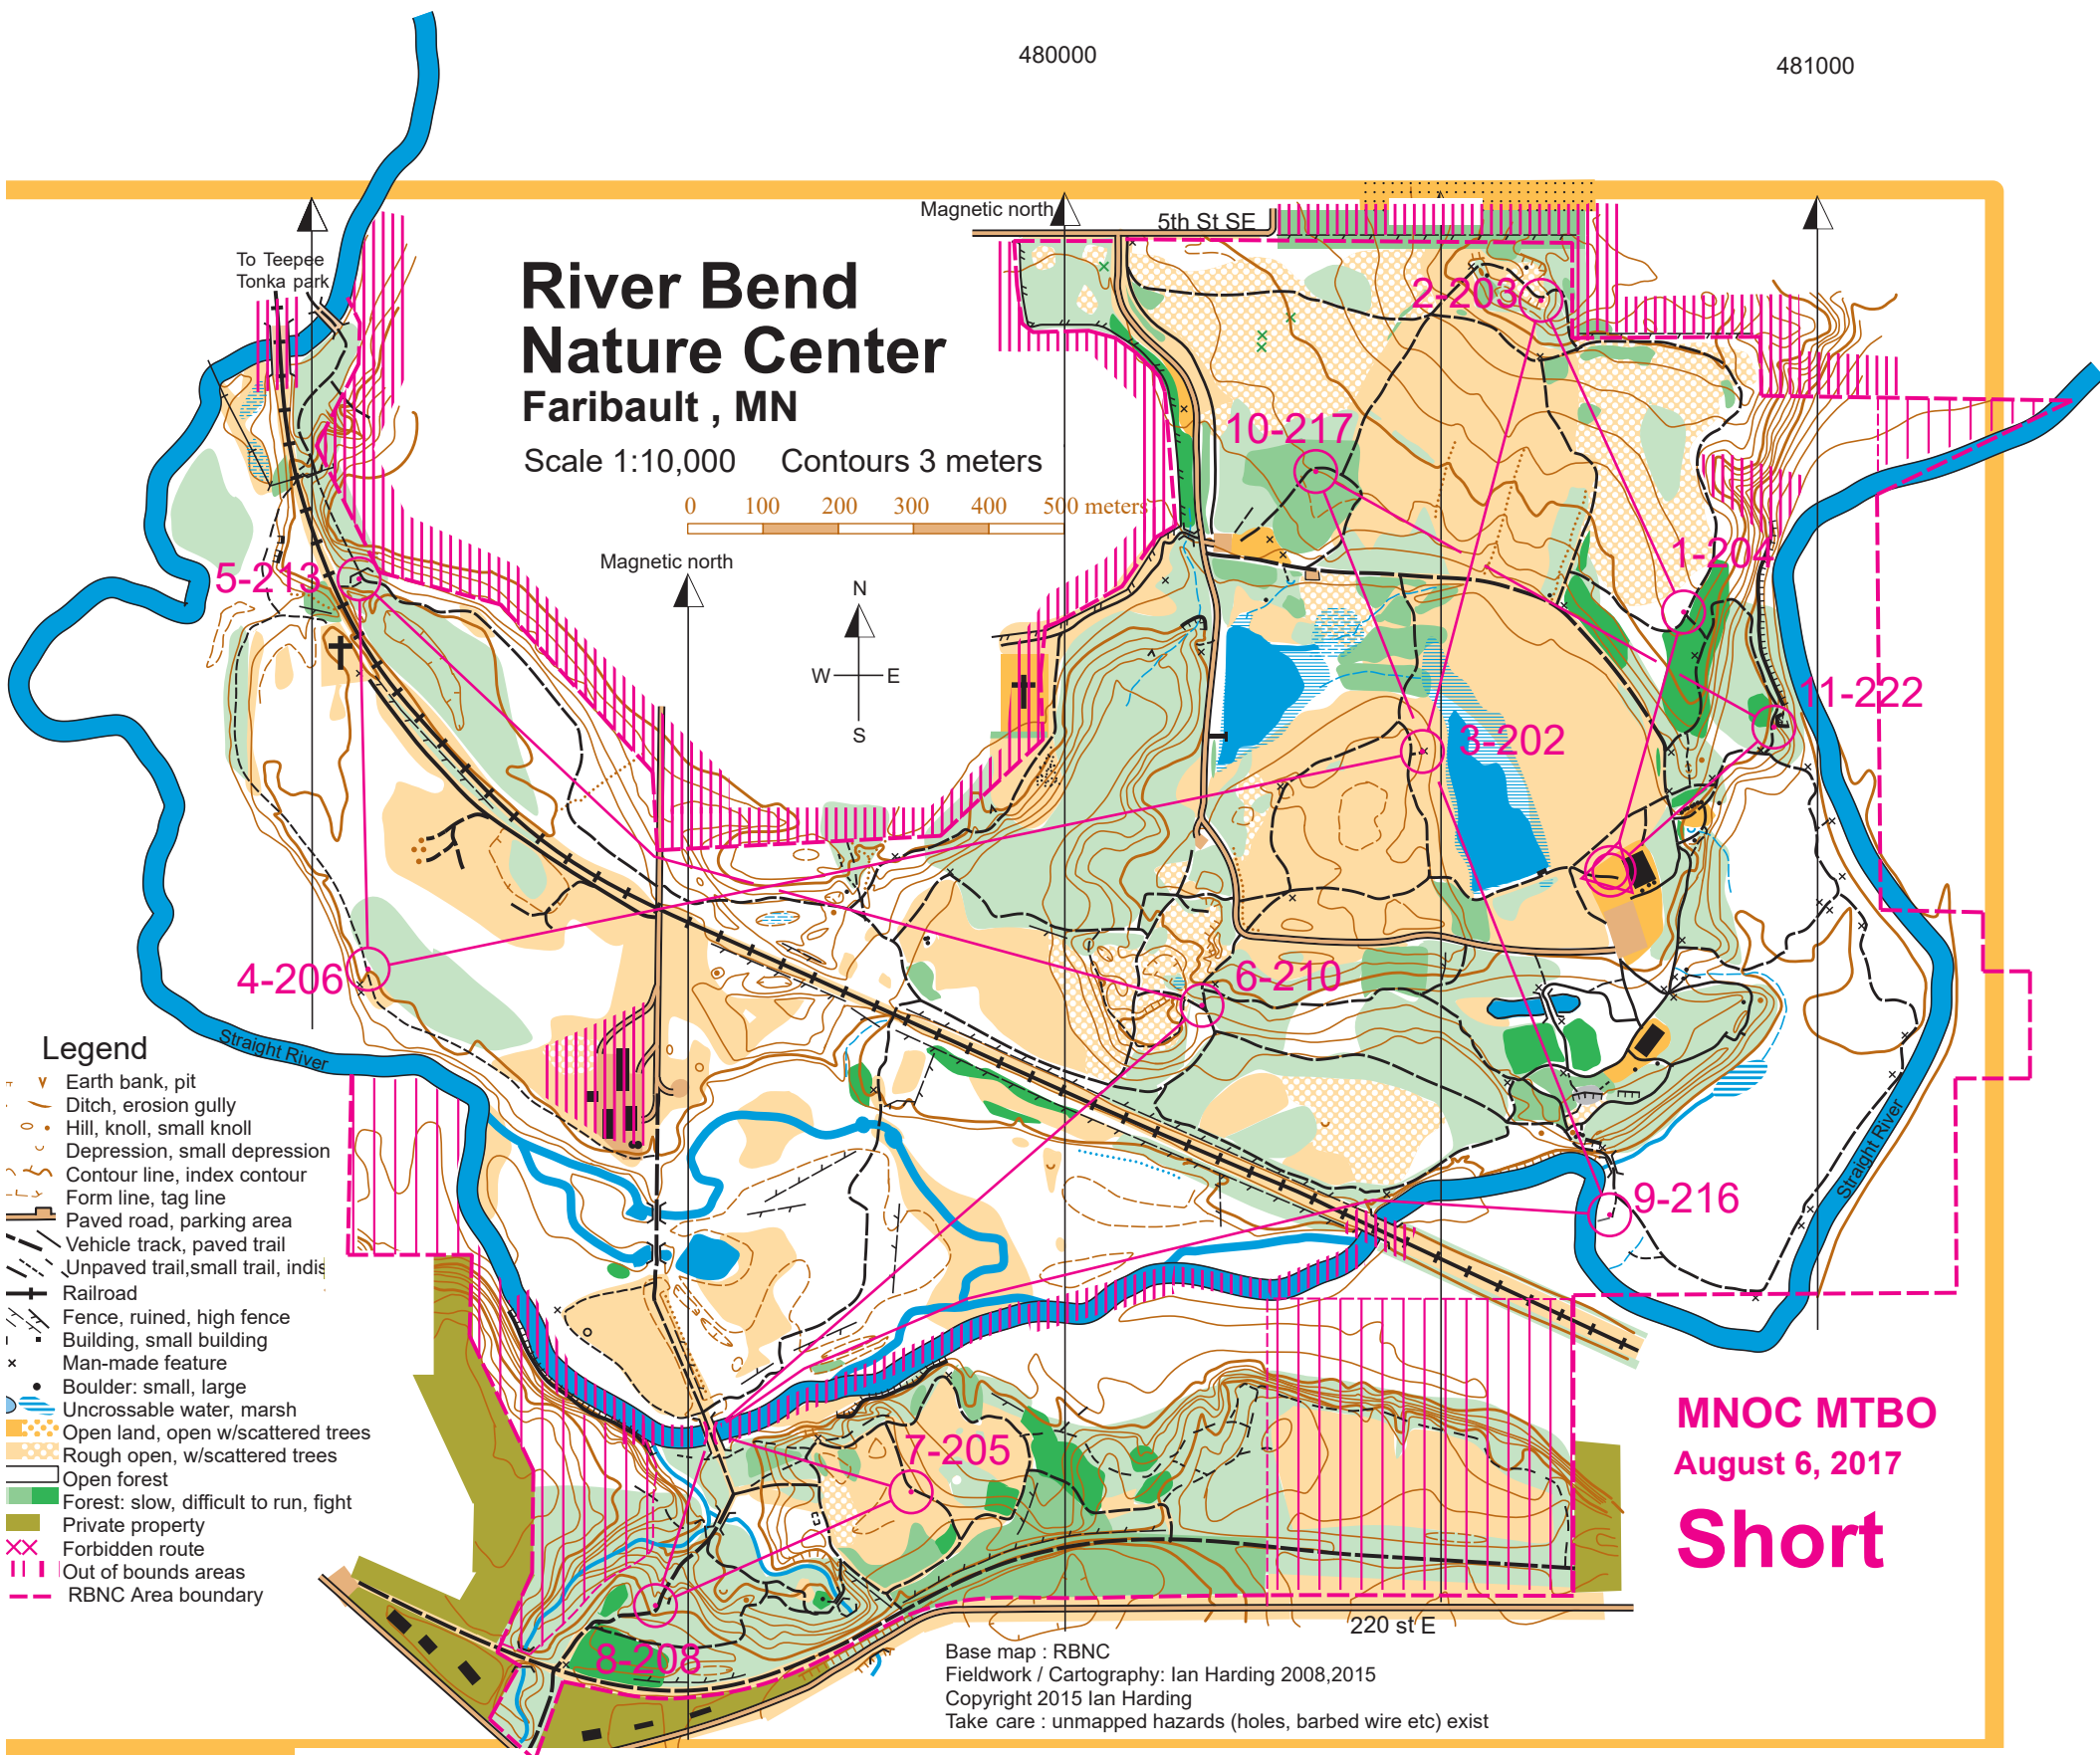 480000
481000
Magnetic north
5th St SE
To Teepee
Tonka park
River Bend
Nature Center
Faribault , MN
Scale 1:10,000 Contours 3 meters
0 100 200 300 400 500 meters
Magnetic north
N
W E
S
2-203
10-217
1-204
5-213
11-222
3-202
4-206
6-210
9-216
7-205
8-208
Straight River
Straight River
Legend
Earth bank, pit
Ditch, erosion gully
Hill, knoll, small knoll
Depression, small depression
Contour line, index contour
Form line, tag line
Paved road, parking area
Vehicle track, paved trail
Unpaved trail,small trail, indis
Railroad
Fence, ruined, high fence
Building, small building
Man-made feature
Boulder: small, large
Uncrossable water, marsh
Open land, open w/scattered trees
Rough open, w/scattered trees
Open forest
Forest: slow, difficult to run, fight
Private property
Forbidden route
Out of bounds areas
RBNC Area boundary
MNOC MTBO
August 6, 2017
Short
220 st E
Base map : RBNC
Fieldwork / Cartography: Ian Harding 2008,2015
Copyright 2015 Ian Harding
Take care : unmapped hazards (holes, barbed wire etc) exist